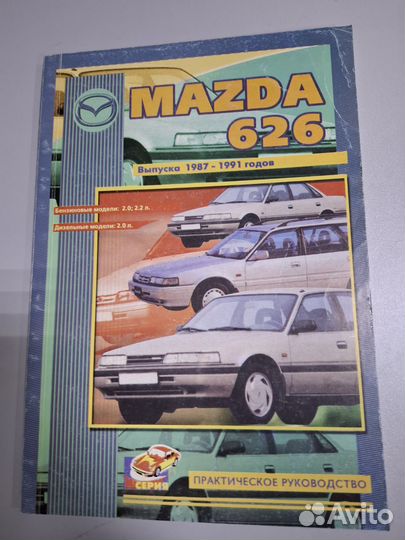 MAZDA
626
Выпуска 1987 - 1991 годов
Бензиновые модели: 2.0; 2.2 л.
Дизельные модели: 2.0 л.
СЕРИЯ
ПРАКТИЧЕСКОЕ РУКОВОДСТВО
Avito